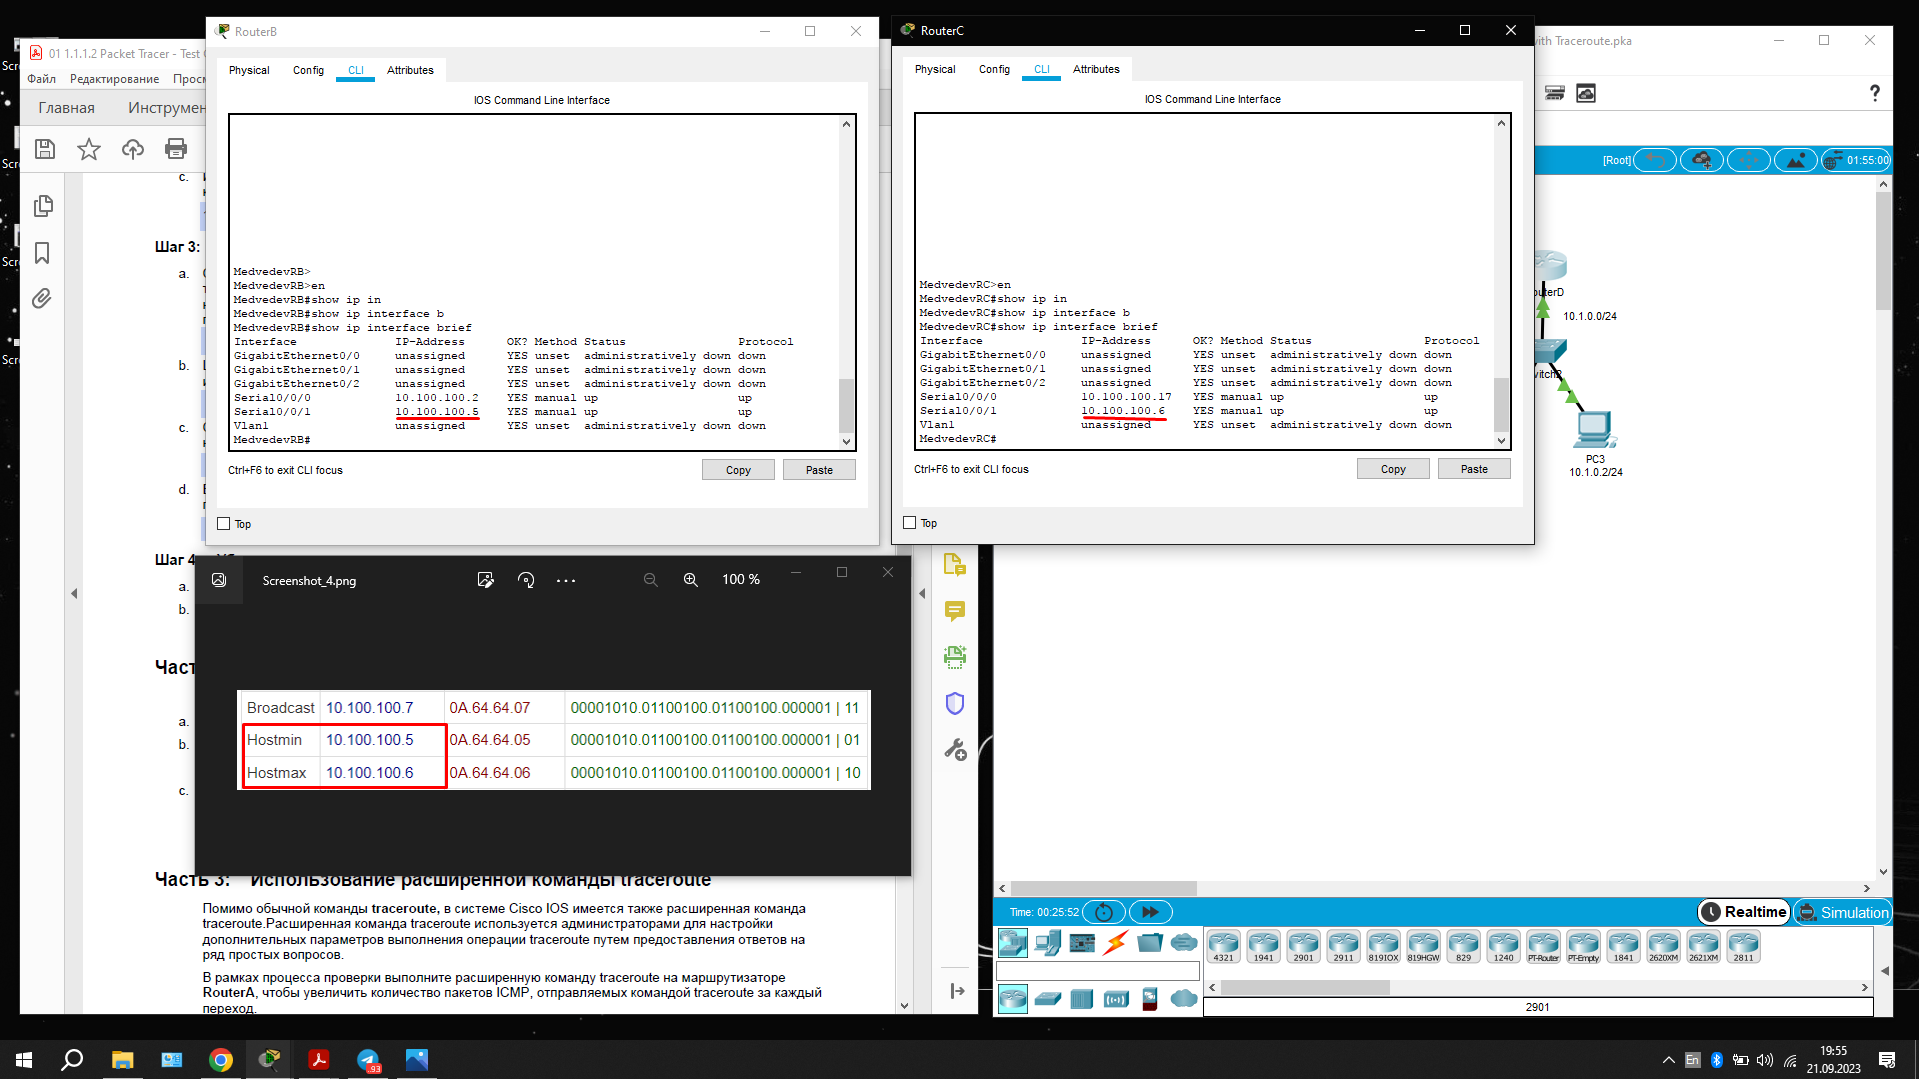 RouterB
Physical
Config
CLI
Attributes
IOS Command Line Interface
MedvedevRB>
MedvedevRB>en
MedvedevRB#show ip in
MedvedevRB#show ip interface b
MedvedevRB#show ip interface brief
Interface IP-Address OK? Method Status Protocol
GigabitEthernet0/0 unassigned YES unset administratively down down
GigabitEthernet0/1 unassigned YES unset administratively down down
GigabitEthernet0/2 unassigned YES unset administratively down down
Serial0/0/0 10.100.100.2 YES manual up up
Serial0/0/1 10.100.100.5 YES manual up up
Vlan1 unassigned YES unset administratively down down
MedvedevRB#
Ctrl+F6 to exit CLI focus
Copy
Paste
Top
RouterC
Physical
Config
CLI
Attributes
IOS Command Line Interface
MedvedevRC>en
MedvedevRC#show ip in
MedvedevRC#show ip interface b
MedvedevRC#show ip interface brief
Interface IP-Address OK? Method Status Protocol
GigabitEthernet0/0 unassigned YES unset administratively down down
GigabitEthernet0/1 unassigned YES unset administratively down down
GigabitEthernet0/2 unassigned YES unset administratively down down
Serial0/0/0 10.100.100.17 YES manual up up
Serial0/0/1 10.100.100.6 YES manual up up
Vlan1 unassigned YES unset administratively down down
MedvedevRC#
Ctrl+F6 to exit CLI focus
Copy
Paste
Top
01 1.1.1.2 Packet Tracer - Test
Файл
Редактирование
Главная
c.
Шаг 3:
a.
b.
c.
d.
Шаг 4
a.
b.
a.
b.
c.
Часть 3: Использование расширенной команды traceroute
Помимо обычной команды traceroute, в системе Cisco IOS имеется также расширенная команда
traceroute.Расширенная команда traceroute используется администраторами для настройки
дополнительных параметров выполнения операции traceroute путем предоставления ответов на
ряд простых вопросов.
В рамках процесса проверки выполните расширенную команду traceroute на маршрутизаторе
RouterA, чтобы увеличить количество пакетов ICMP, отправляемых командой traceroute за каждый
переход.
Screenshot_4.png
100 %
Broadcast 10.100.100.7 0A.64.64.07 00001010.01100100.01100100.000001 | 11
Hostmin 10.100.100.5 0A.64.64.05 00001010.01100100.01100100.000001 | 01
Hostmax 10.100.100.6 0A.64.64.06 00001010.01100100.01100100.000001 | 10
with Traceroute.pka
?
[Root]
01:55:00
10.1.0.0/24
PC3
10.1.0.2/24
Time: 00:25:52
Realtime
Simulation
4321
1941
2901
2911
819IOX
819HGW
829
1240
PT-Router
PT-Empty
1841
2620XM
2621XM
2811
2901
93
En
19:55
21.09.2023